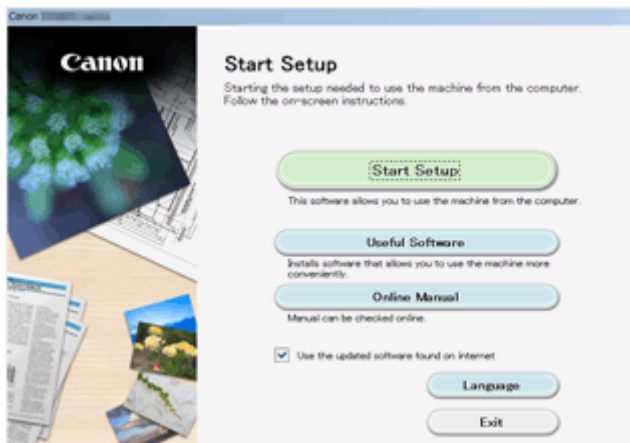 Canon
Canon
Start Setup
Starting the setup needed to use the machine from the computer.
Follow the on-screen instructions.
Start Setup
This software allows you to use the machine from the computer.
Useful Software
Installs software that allows you to use the machine more
conveniently.
Online Manual
Manual can be checked online.
Use the updated software found on internet
Language
Exit